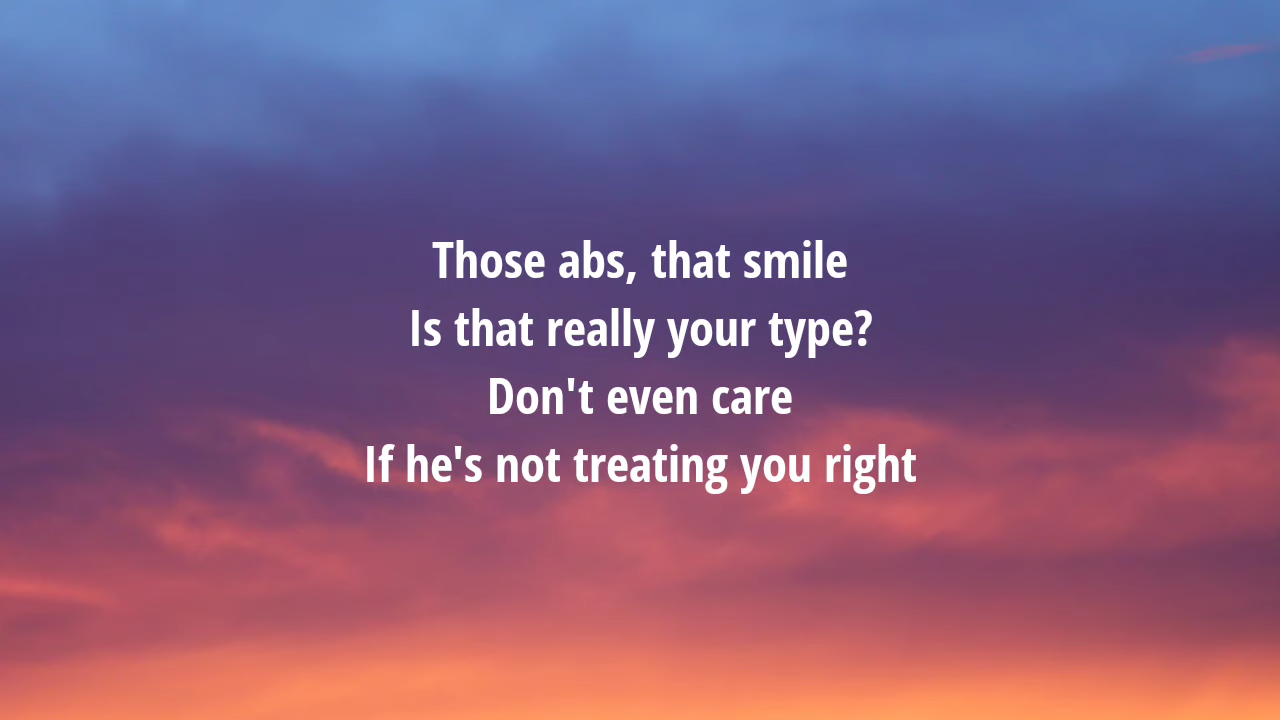 Those abs, that smile
Is that really your type?
Don't even care
If he's not treating you right